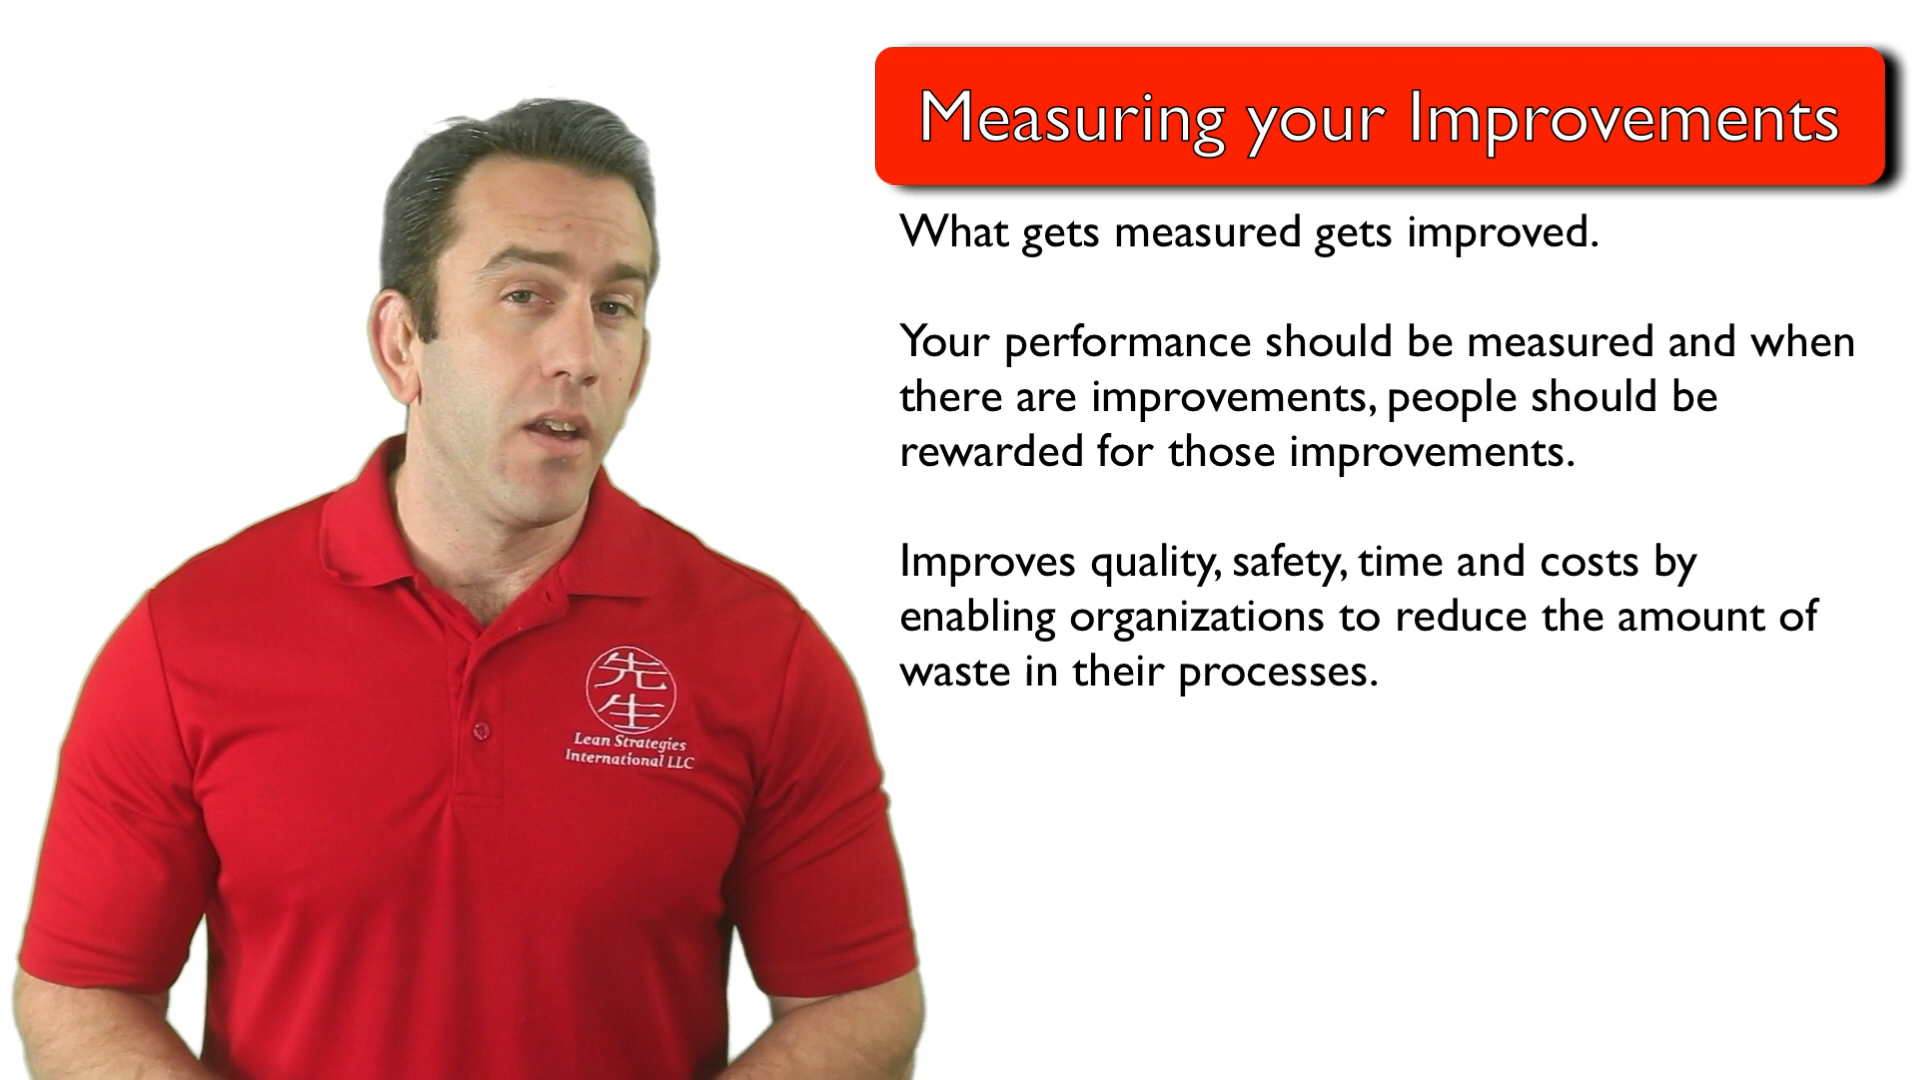 Measuring your Improvements
What gets measured gets improved.
Your performance should be measured and when
there are improvements, people should be
rewarded for those improvements.
Improves quality, safety, time and costs by
enabling organizations to reduce the amount of
waste in their processes.
先
生
Lean Strategies
International LLC